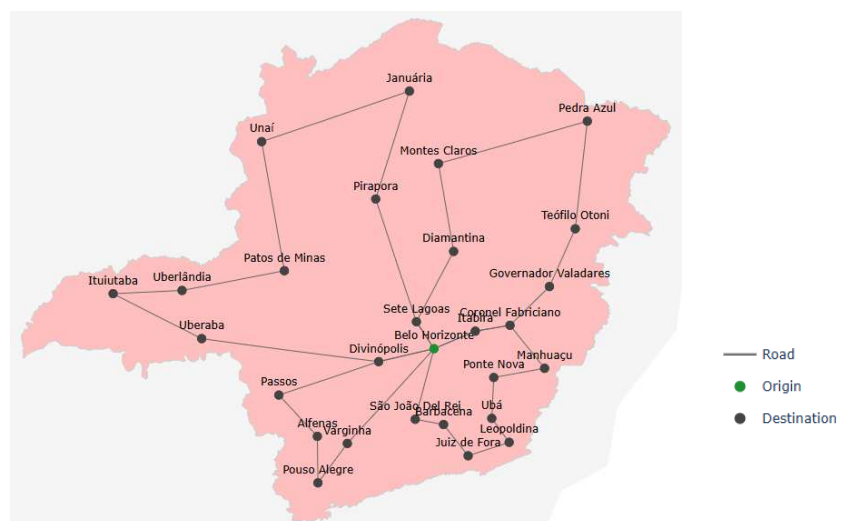 Januária
Pedra Azul
Unaí
Montes Claros
Pirapora
Teófilo Otoni
Diamantina
Patos de Minas
Governador Valadares
Uberlândia
Ituiutaba
Sete Lagoas
Coronel Fabriciano
Itabira
Uberaba
Belo Horizonte
Divinópolis
Manhuaçu
Road
Ponte Nova
Passos
Origin
São João Del Rei
Ubá
Barbacena
Destination
Alfenas
Varginha
Leopoldina
Juiz de Fora
Pouso Alegre